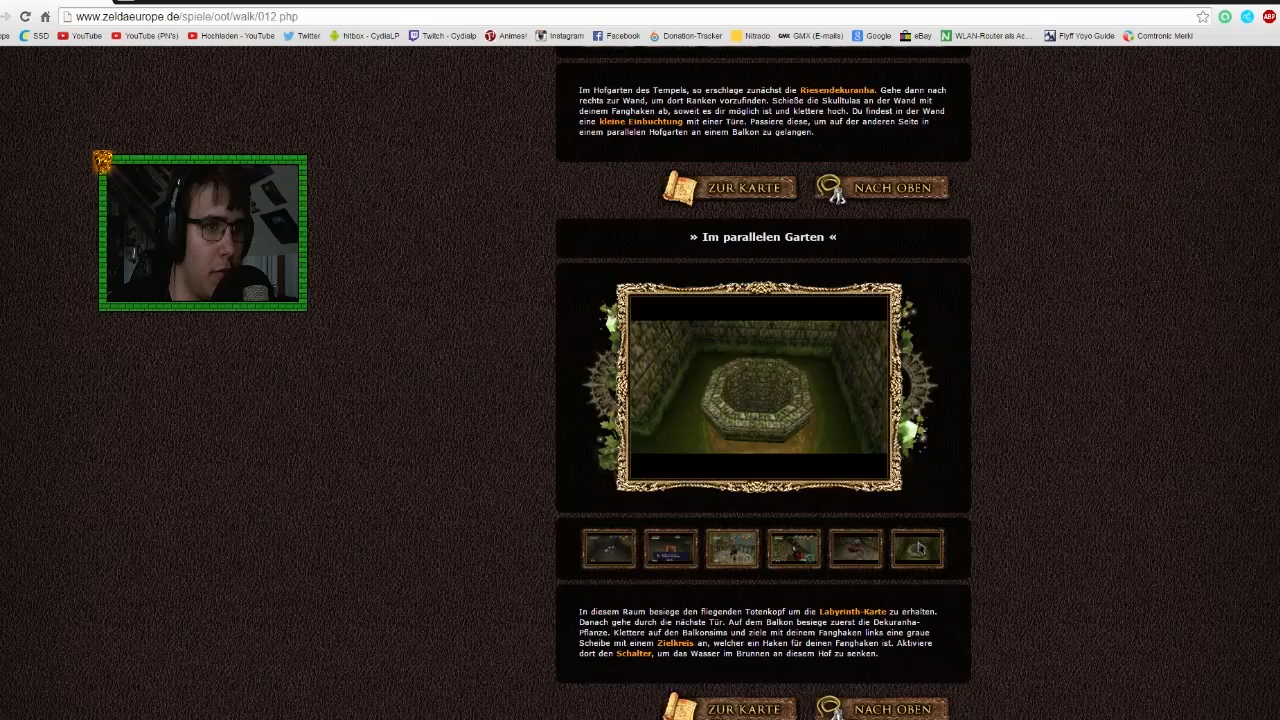 www.zeldaeurope.de/spiele/oot/walk/012.php
SSD YouTube YouTube (PN's) Hochladen - YouTube Twitter hitbox - CydiaLP Twitch - Cydialp Animes! Instagram Facebook Donation-Tracker Nitrado GMX (E-mails) Google eBay WLAN-Router als Ac... Flyff Yoyo Guide Comtronic Merki
Im Hofgarten des Tempels, so erschlage zunächst die Riesendekuranha. Gehe dann nach
rechts zur Wand, um dort Ranken vorzufinden. Schieße die Skulltulas an der Wand mit
deinem Fanghaken ab, soweit es dir möglich ist und klettere hoch. Du findest in der Wand
eine kleine Einbuchtung mit einer Türe. Passiere diese, um auf der anderen Seite in
einem parallelen Hofgarten an einem Balkon zu gelangen.
ZUR KARTE NACH OBEN
» Im parallelen Garten «
In diesem Raum besiege den fliegenden Totenkopf um die Labyrinth-Karte zu erhalten.
Danach gehe durch die nächste Tür. Auf dem Balkon besiege zuerst die Dekuranha-
Pflanze. Klettere auf den Balkonsims und ziele mit deinem Fanghaken links eine graue
Scheibe mit einem Zielkreis an, welcher ein Haken für deinen Fanghaken ist. Aktiviere
dort den Schalter, um das Wasser im Brunnen an diesem Hof zu senken.
ZUR KARTE NACH OBEN